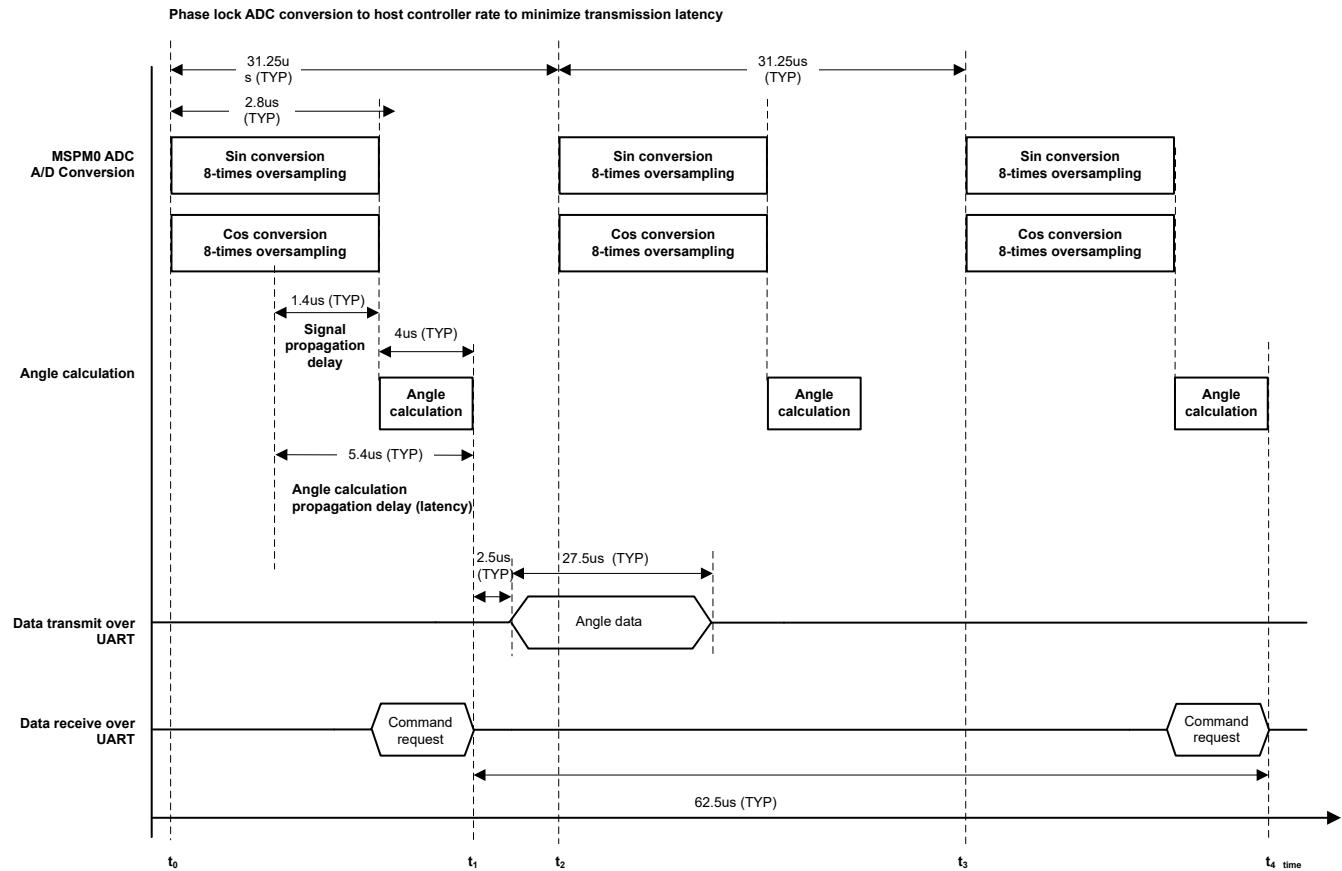 Phase lock ADC conversion to host controller rate to minimize transmission latency
31.25u
s (TYP)
31.25us
(TYP)
2.8us
(TYP)
MSPM0 ADC
A/D Conversion
Sin conversion
8-times oversampling
Sin conversion
8-times oversampling
Sin conversion
8-times oversampling
Cos conversion
8-times oversampling
Cos conversion
8-times oversampling
Cos conversion
8-times oversampling
1.4us (TYP)
Signal
propagation
delay
4us (TYP)
Angle calculation
Angle
calculation
Angle
calculation
Angle
calculation
5.4us (TYP)
Angle calculation
propagation delay (latency)
2.5us
(TYP)
27.5us (TYP)
Data transmit over
UART
Angle data
Data receive over
UART
Command
request
Command
request
62.5us (TYP)
t0
t1
t2
t3
t4 time